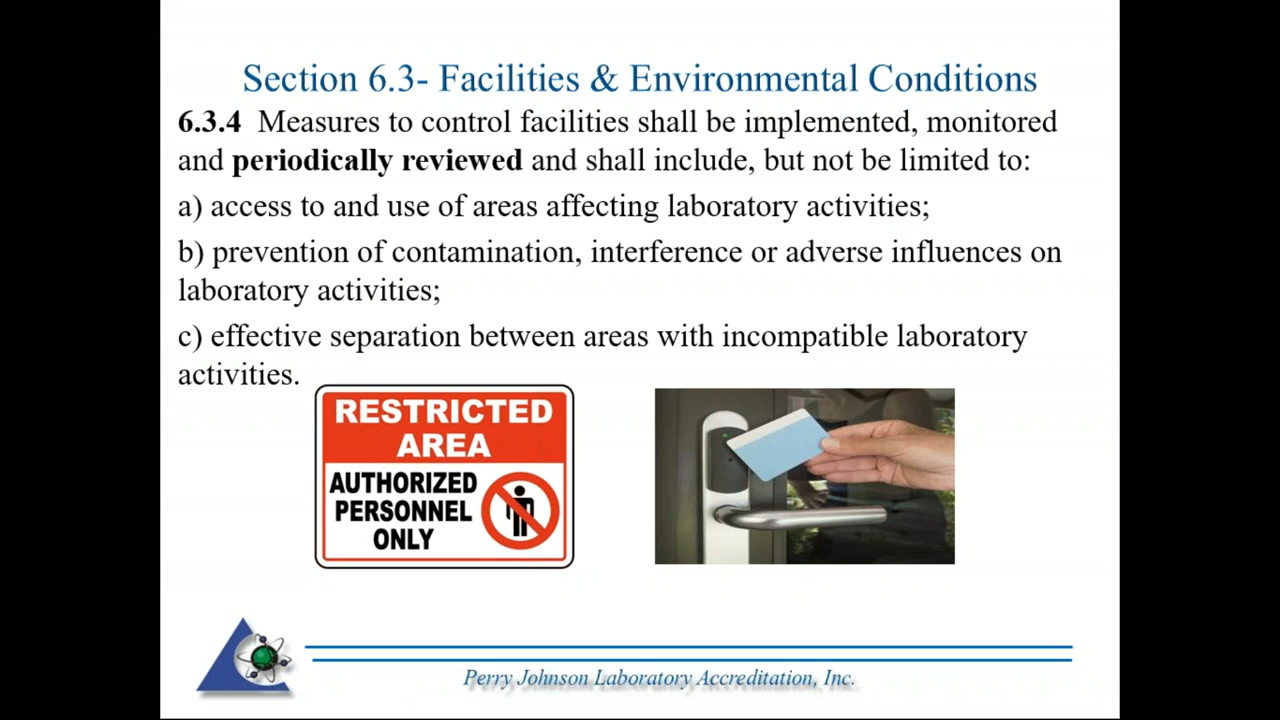 Section 6.3- Facilities & Environmental Conditions
6.3.4 Measures to control facilities shall be implemented, monitored
and periodically reviewed and shall include, but not be limited to:
a) access to and use of areas affecting laboratory activities;
b) prevention of contamination, interference or adverse influences on
laboratory activities;
c) effective separation between areas with incompatible laboratory
activities.
RESTRICTED
AREA
AUTHORIZED
PERSONNEL
ONLY
Perry Johnson Laboratory Accreditation, Inc.